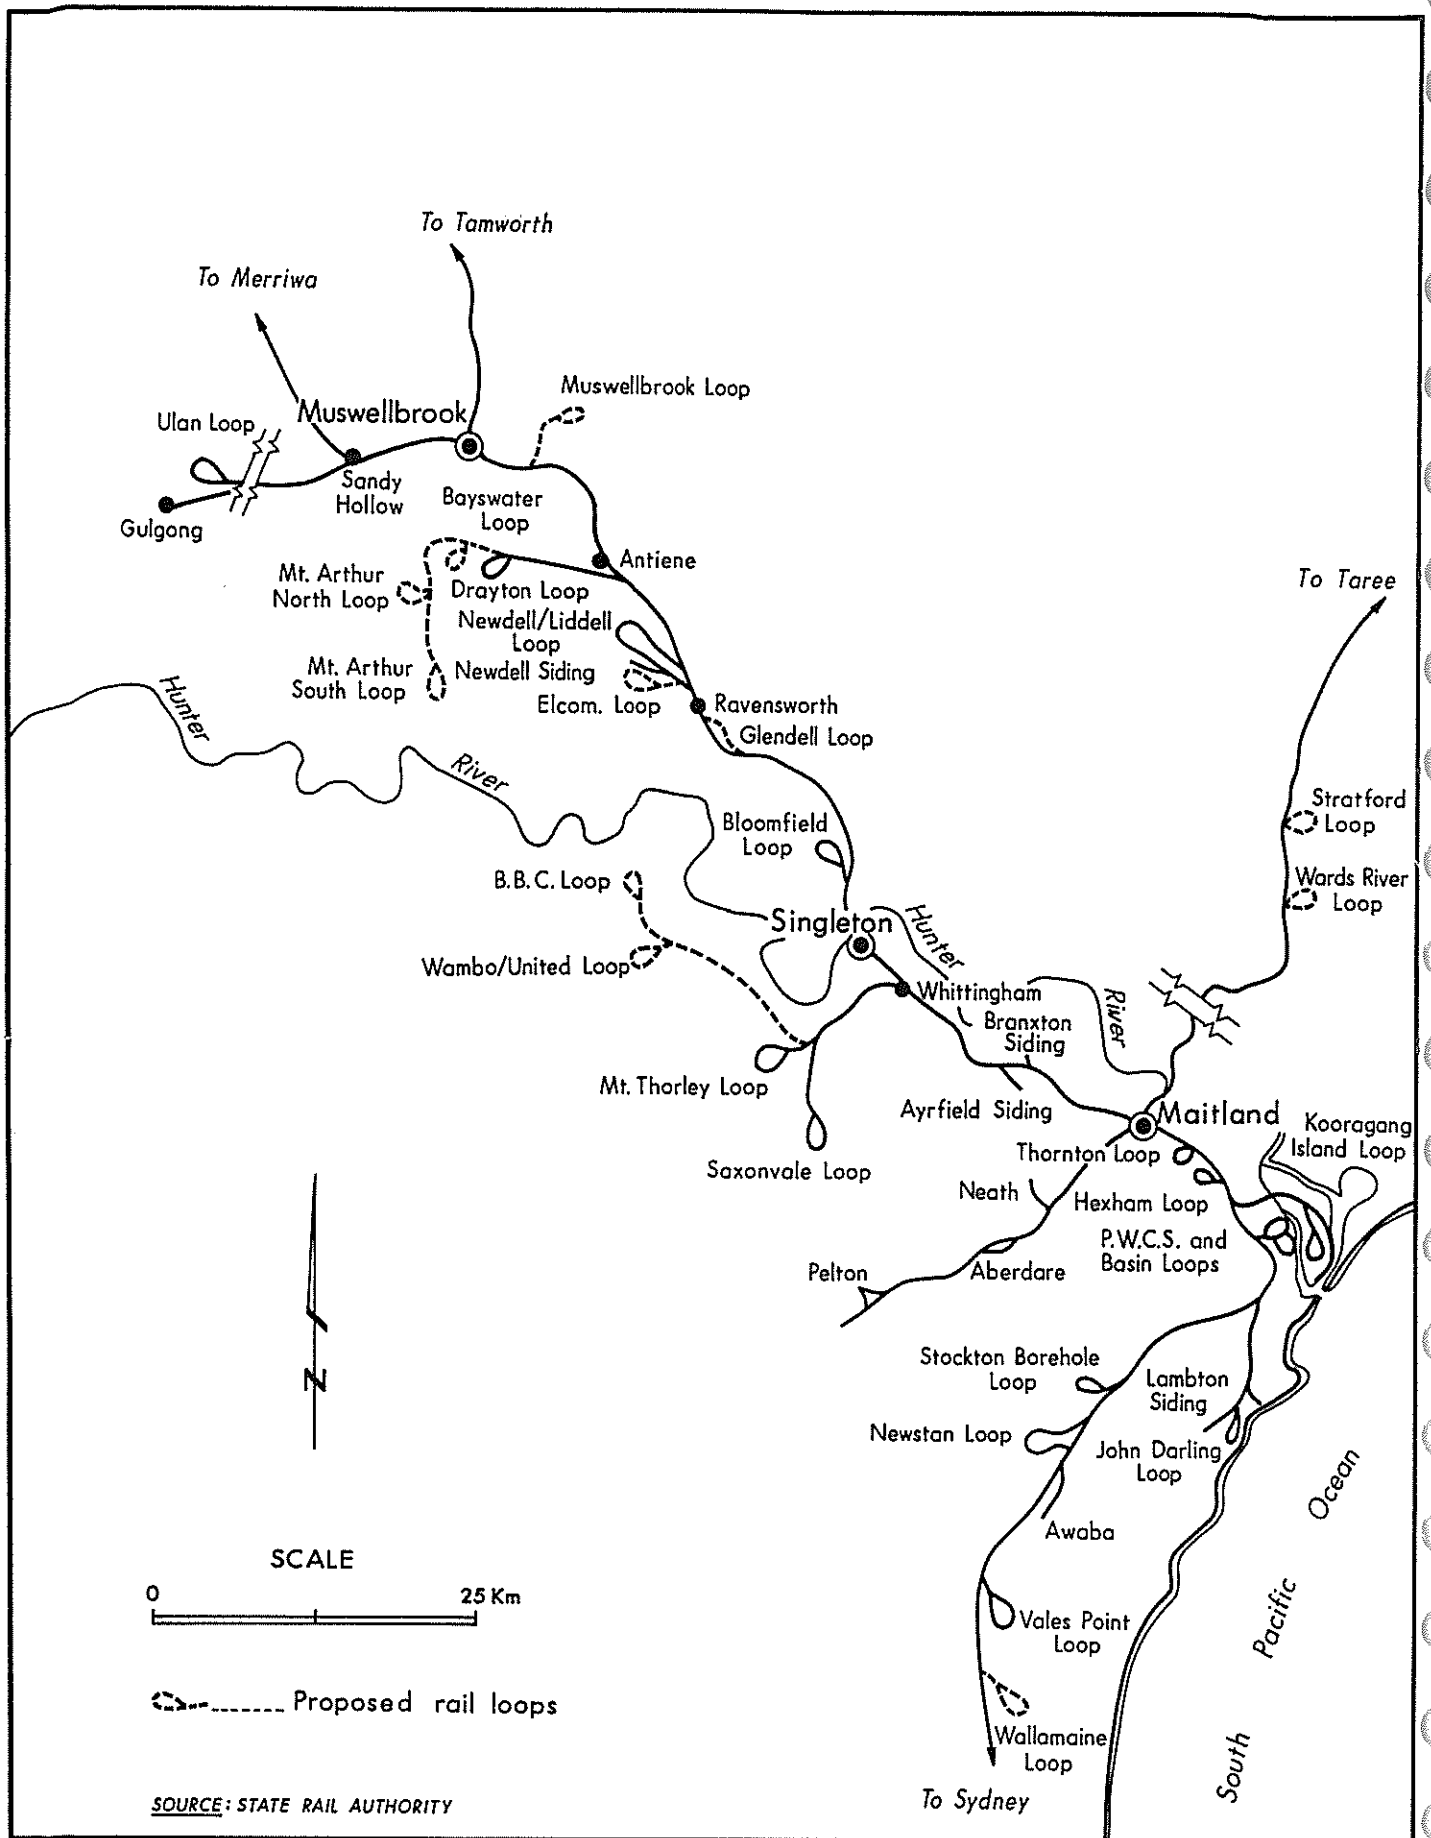 To Tamworth
To Merriwa
Muswellbrook Loop
Muswellbrook
Ulan Loop
Sandy
Hollow
Bayswater
Loop
Gulgong
Antiene
Mt. Arthur
North Loop
Drayton Loop
To Taree
Newdell/Liddell
Loop
Mt. Arthur
South Loop
Newdell Siding
Elcom. Loop
Ravensworth
Glendell Loop
Hunter
River
Stratford
Loop
Bloomfield
Loop
B.B.C. Loop
Wards River
Loop
Singleton
Hunter
River
Wambo/United Loop
Whittingham
Branxton
Siding
Mt. Thorley Loop
Ayrfield Siding
Maitland
Kooragang
Island Loop
Thornton Loop
Saxonvale Loop
Neath
Hexham Loop
P.W.C.S. and
Basin Loops
Pelton
Aberdare
Stockton Borehole
Loop
Lambton
Siding
Newstan Loop
John Darling
Loop
Awaba
N
SCALE
0 25 Km
Vales Point
Loop
Proposed rail loops
Wallamaine
Loop
To Sydney
South Pacific Ocean
SOURCE: STATE RAIL AUTHORITY